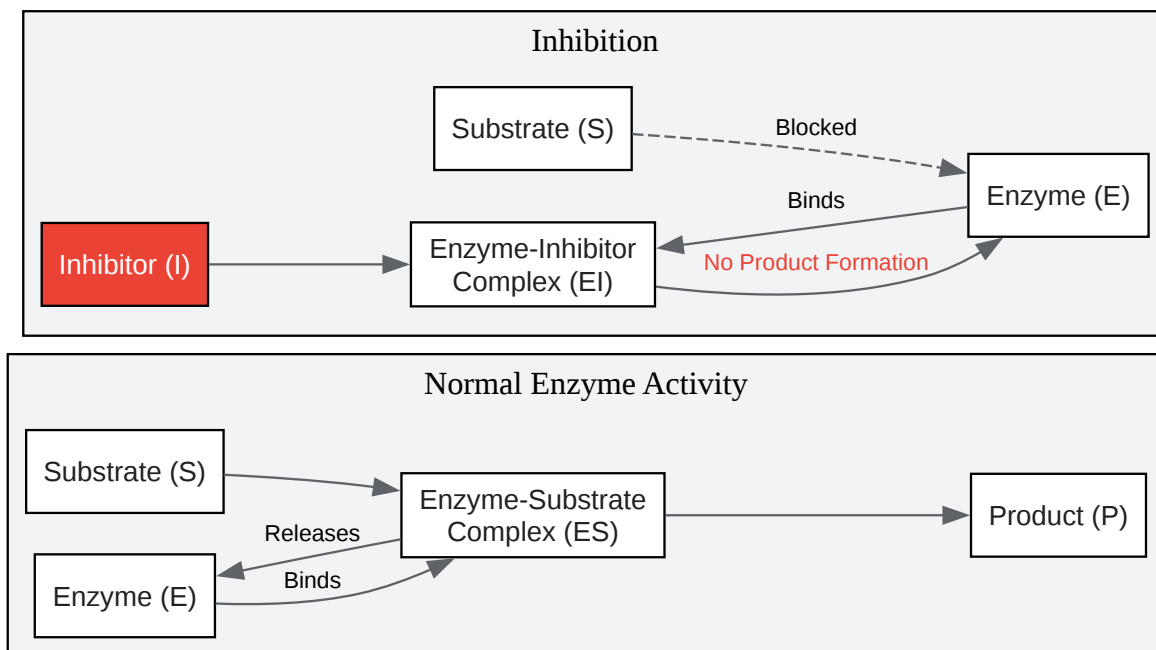 Inhibition
Substrate (S)
Blocked
Enzyme (E)
Binds
Inhibitor (I)
Enzyme-Inhibitor
Complex (EI)
No Product Formation
Normal Enzyme Activity
Substrate (S)
Enzyme-Substrate
Complex (ES)
Product (P)
Releases
Binds
Enzyme (E)